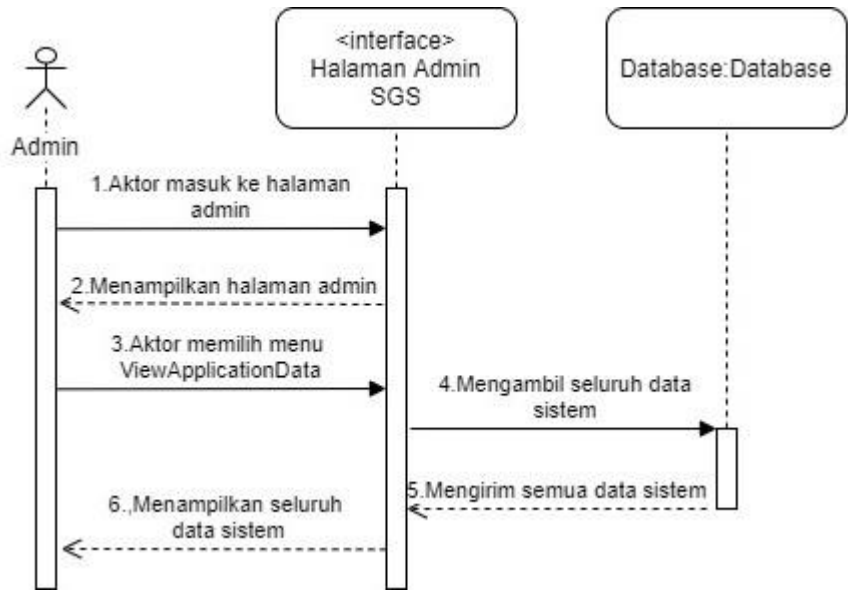 <interface>
Halaman Admin
SGS
Database:Database
Admin
1.Aktor masuk ke halaman
admin
2.Menampilkan halaman admin
3.Aktor memilih menu
ViewApplicationData
4.Mengambil seluruh data
sistem
5.Mengirim semua data sistem
6.,Menampilkan seluruh
data sistem